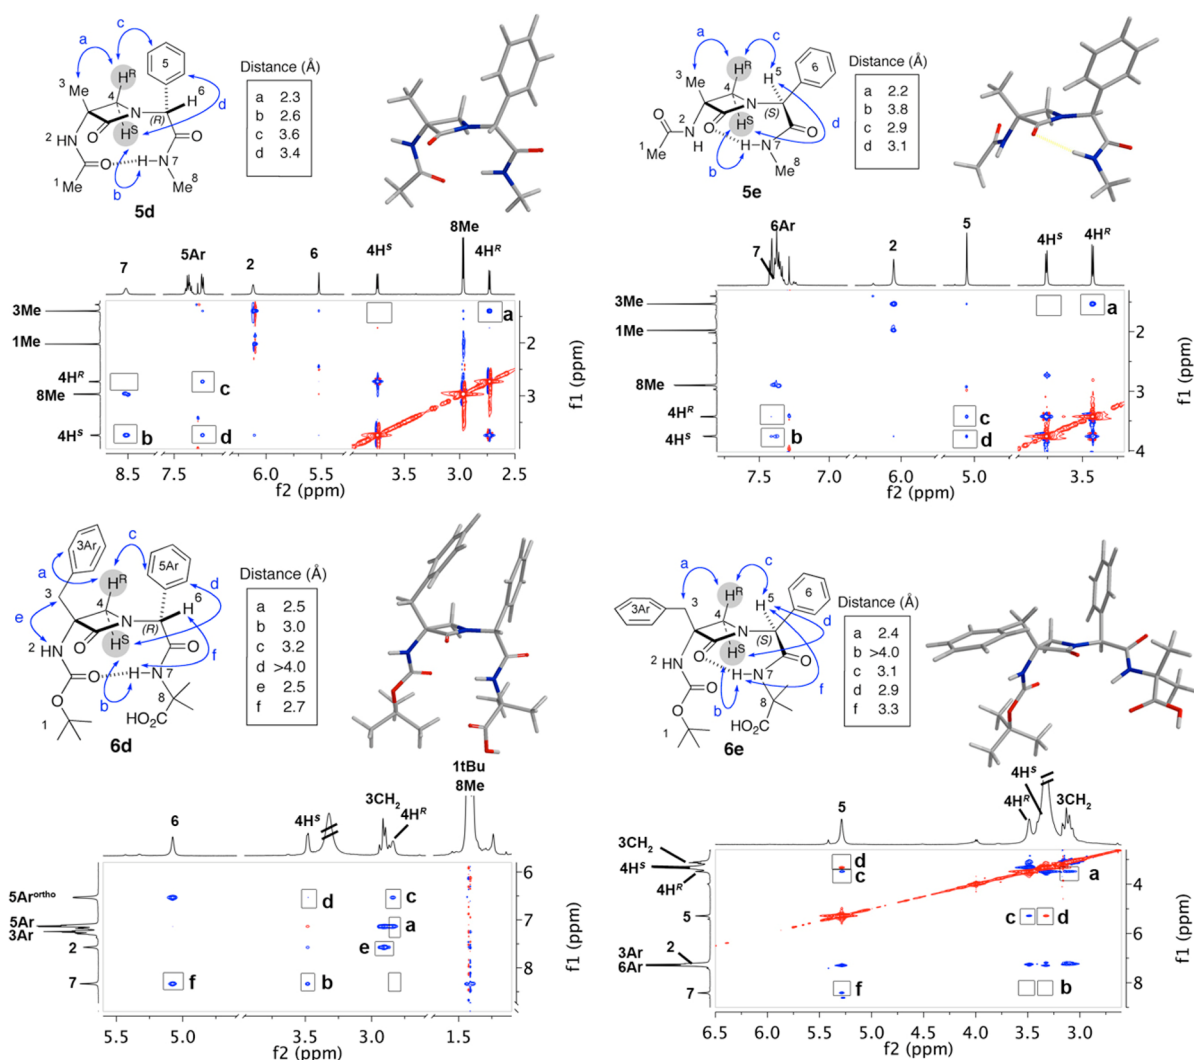 c
a
5
H^R
3
Me
4
H
6
N
(R)
d
O
H^S
2
NH
O
O
H
N
7
1
Me
b
Me
8
5d
Distance (Å)
a 2.3
b 2.6
c 3.6
d 3.4
a
c
6
H^R
H
5
3
Me
4
N
(S)
d
2
O
H^S
O
O
N
H
H
N
7
Me
1
Me
8
b
5e
Distance (Å)
a 2.2
b 3.8
c 2.9
d 3.1
7
5Ar
2
6
4H^S
8Me
4H^R
3Me
1Me
4H^R
8Me
4H^S
a
c
b
d
2
3
f1 (ppm)
8.5 7.5 6.0 5.5 3.5 3.0 2.5
f2 (ppm)
6Ar
7
2
5
4H^S
4H^R
3Me
1Me
8Me
4H^R
4H^S
a
c
b
d
2
3
4
f1 (ppm)
7.5 7.0 6.0 5.0 3.5
f2 (ppm)
3Ar
c
a
5Ar
H^R
d
3
4
H
6
e
N
(R)
O
H^S
2
NH
O
f
O
O
H
N
7
b
8
HO2C
1
6d
Distance (Å)
a 2.5
b 3.0
c 3.2
d >4.0
e 2.5
f 2.7
c
a
6
H^R
H
5
3
3Ar
4
N
(S)
d
2
NH
O
H^S
O
O
O
H
N
7
f
b
8
HO2C
1
6e
Distance (Å)
a 2.4
b >4.0
c 3.1
d 2.9
f 3.3
6
4H^S
3CH2
4H^R
1tBu
8Me
5Ar^ortho
5Ar
3Ar
2
7
d
c
a
e
f
b
6
7
8
f1 (ppm)
5.0 4.0 3.5 3.0 1.5
f2 (ppm)
5
4H^R
4H^S
3CH2
3CH2
4H^S
4H^R
5
3Ar
2
6Ar
7
d
c
a
c
d
f
b
4
6
8
f1 (ppm)
6.5 6.0 5.5 5.0 4.5 4.0 3.5 3.0
f2 (ppm)